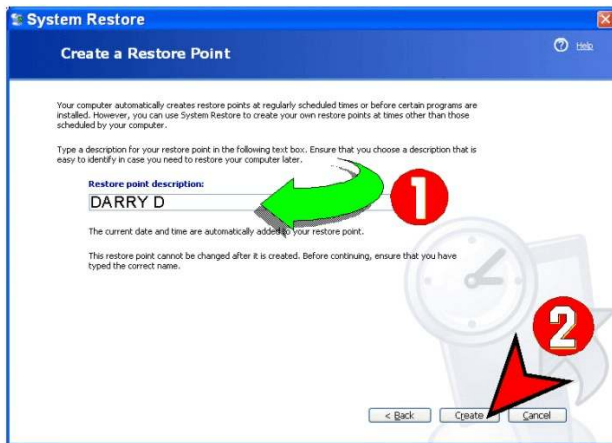 System Restore
Create a Restore Point
Help
Your computer automatically creates restore points at regularly scheduled times or before certain programs are
installed. However, you can use System Restore to create your own restore points at times other than those
scheduled by your computer.
Type a description for your restore point in the following text box. Ensure that you choose a description that is
easy to identify in case you need to restore your computer later.
Restore point description:
DARRY D
1
The current date and time are automatically added to your restore point.
This restore point cannot be changed after it is created. Before continuing, ensure that you have
typed the correct name.
2
< Back Create Cancel